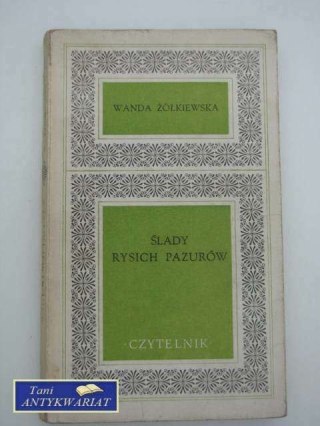 WANDA ŻÓŁKIEWSKA
ŚLADY
RYSICH PAZURÓW
CZYTELNIK
Tani
ANTYKWARIAT